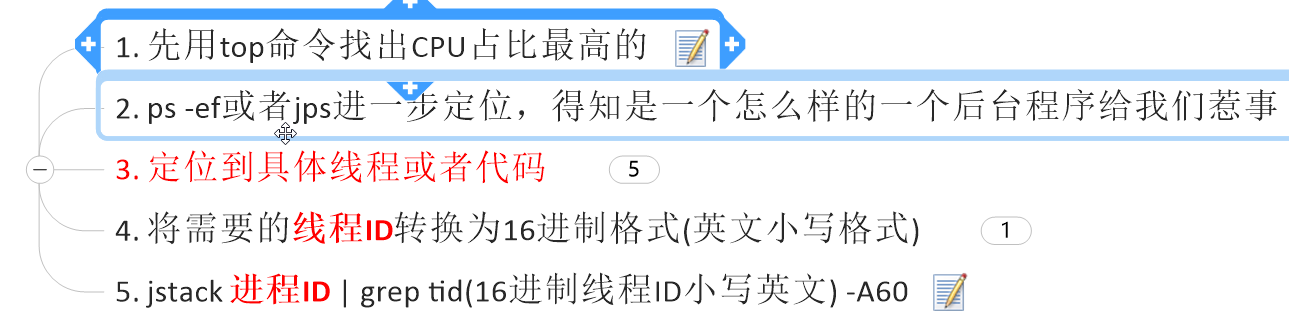 1. 先用top命令找出CPU占比最高的
2. ps -ef或者jps进一步定位，得知是一个怎么样的一个后台程序给我们惹事
3. 定位到具体线程或者代码 5
4. 将需要的线程ID转换为16进制格式(英文小写格式) 1
5. jstack 进程ID | grep tid(16进制线程ID小写英文) -A60